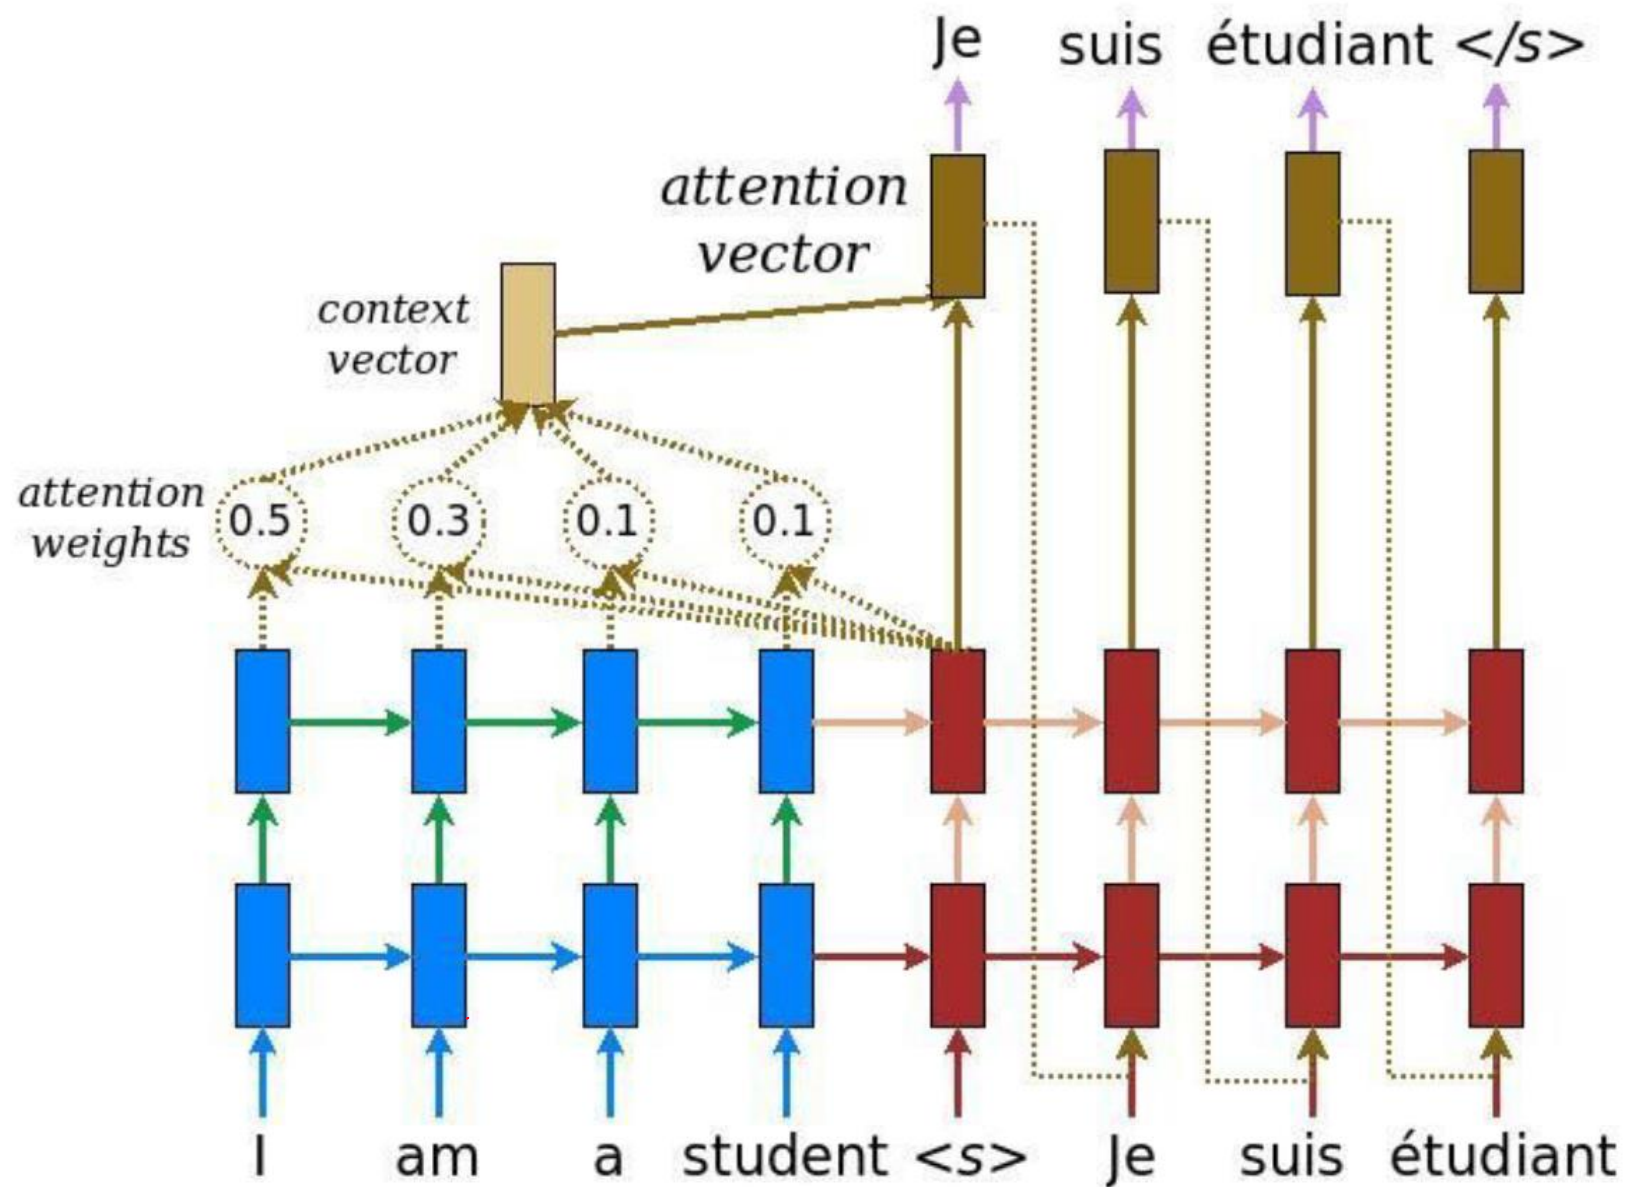 Je suis étudiant </s>
attention
vector
context
vector
attention
weights
0.5 0.3 0.1 0.1
I am a student <s> Je suis étudiant